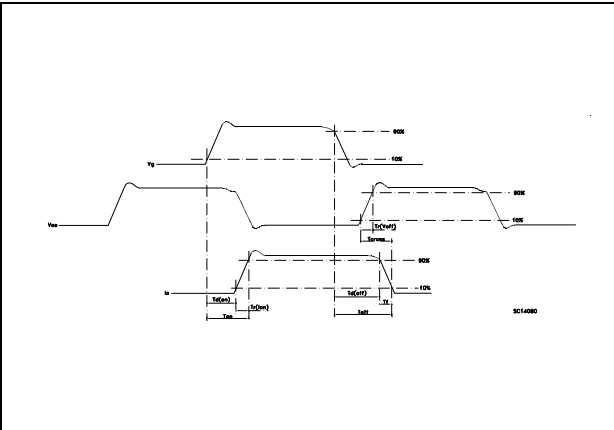 90%
Vg
10%
90%
Vce
10%
Tr(Voff)
Tcross
90%
Ic
10%
Td(on)
Td(off)
Tr(Ion)
Tf
Ton
Toff
SC14080